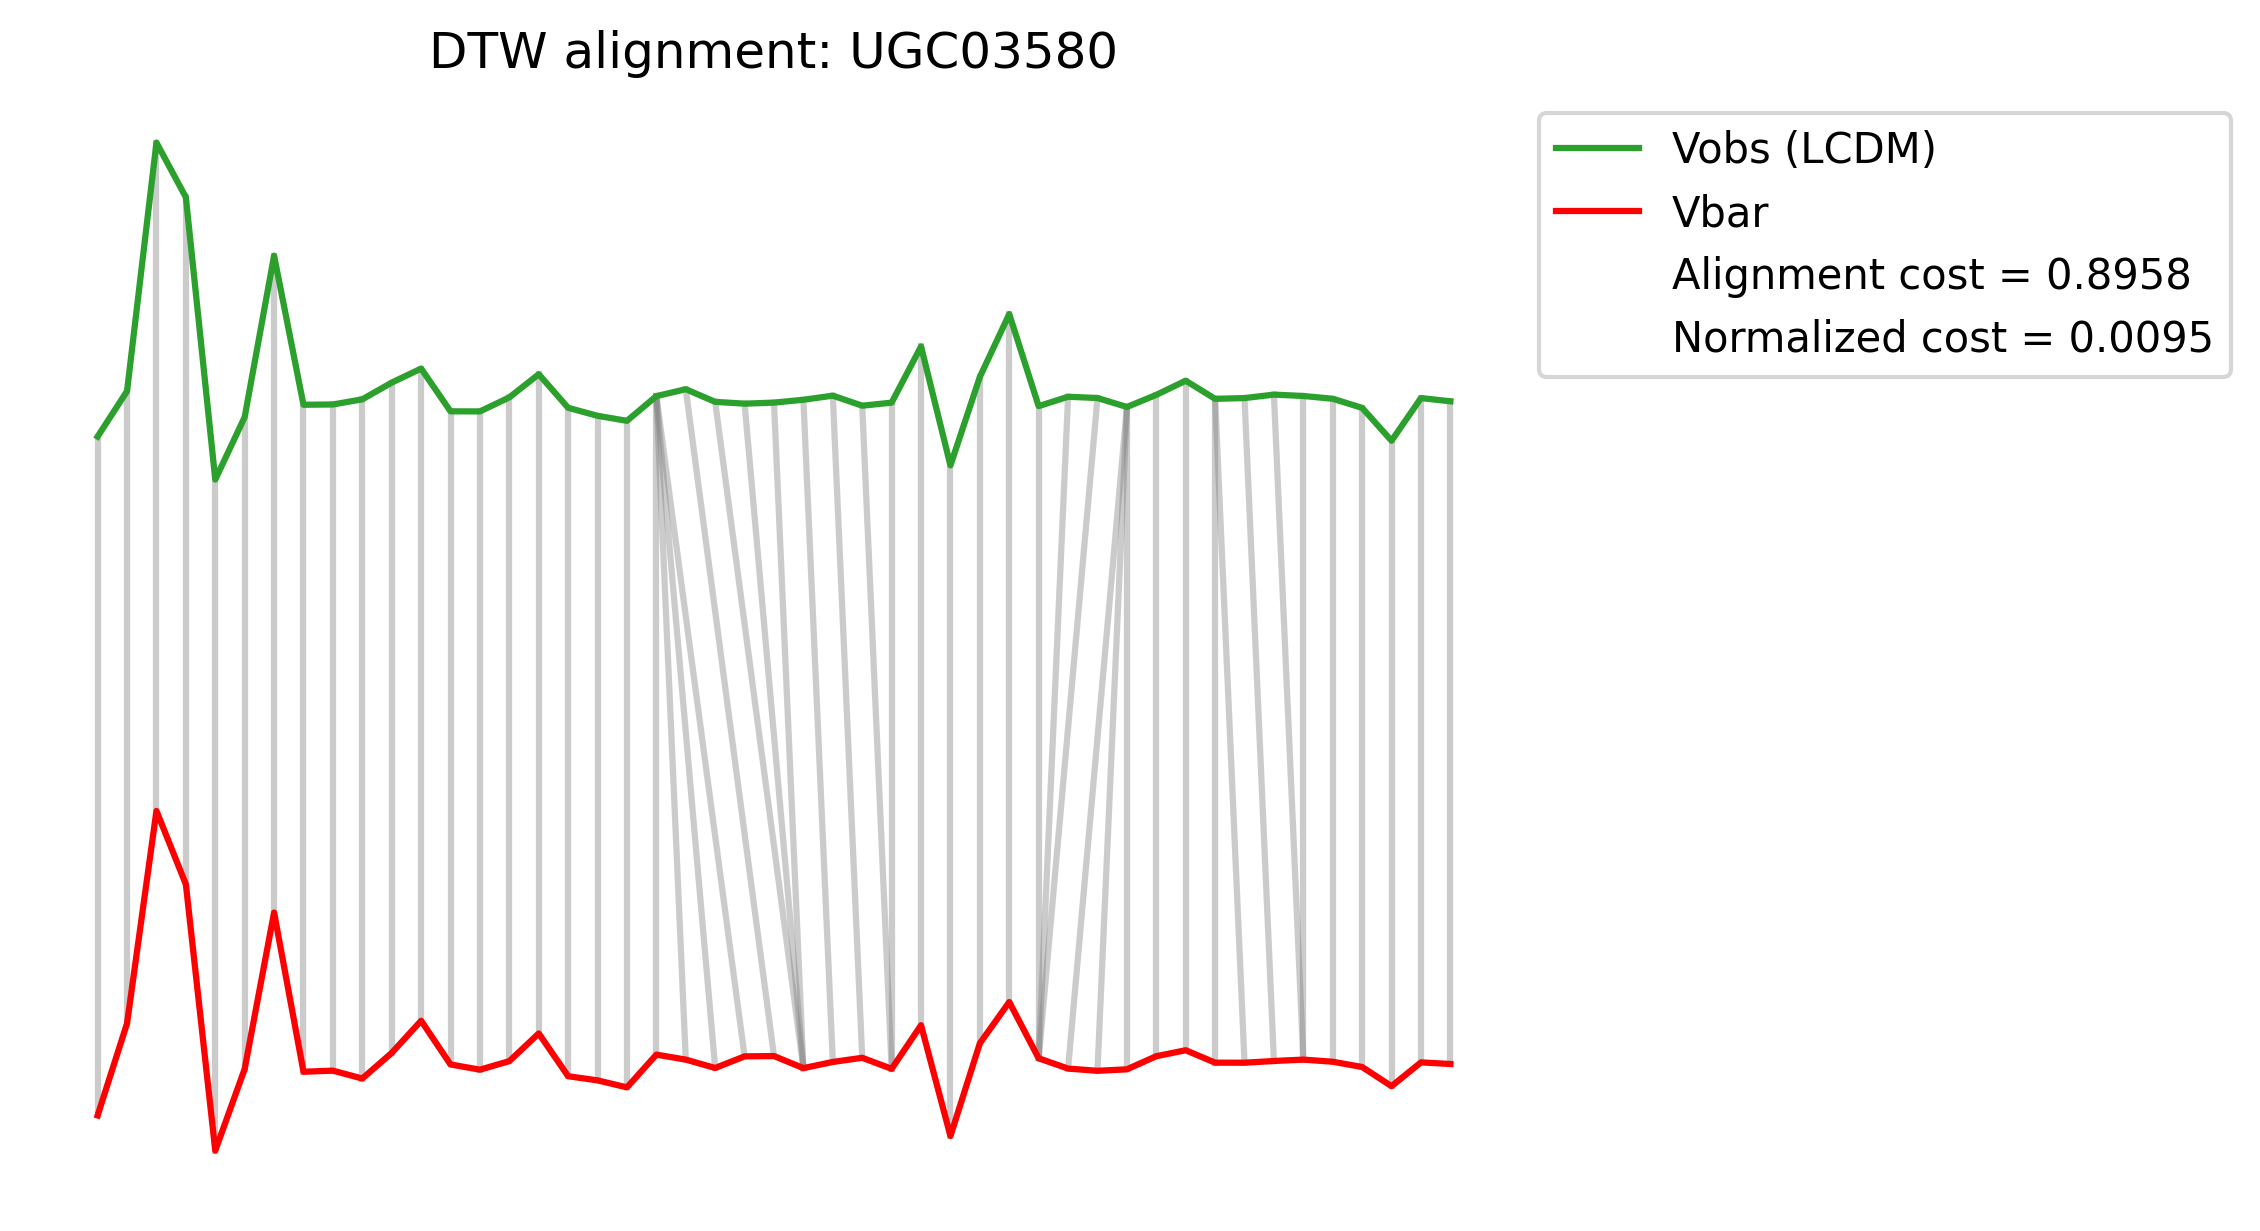 DTW alignment: UGC03580
Vobs (LCDM)
Vbar
Alignment cost = 0.8958
Normalized cost = 0.0095